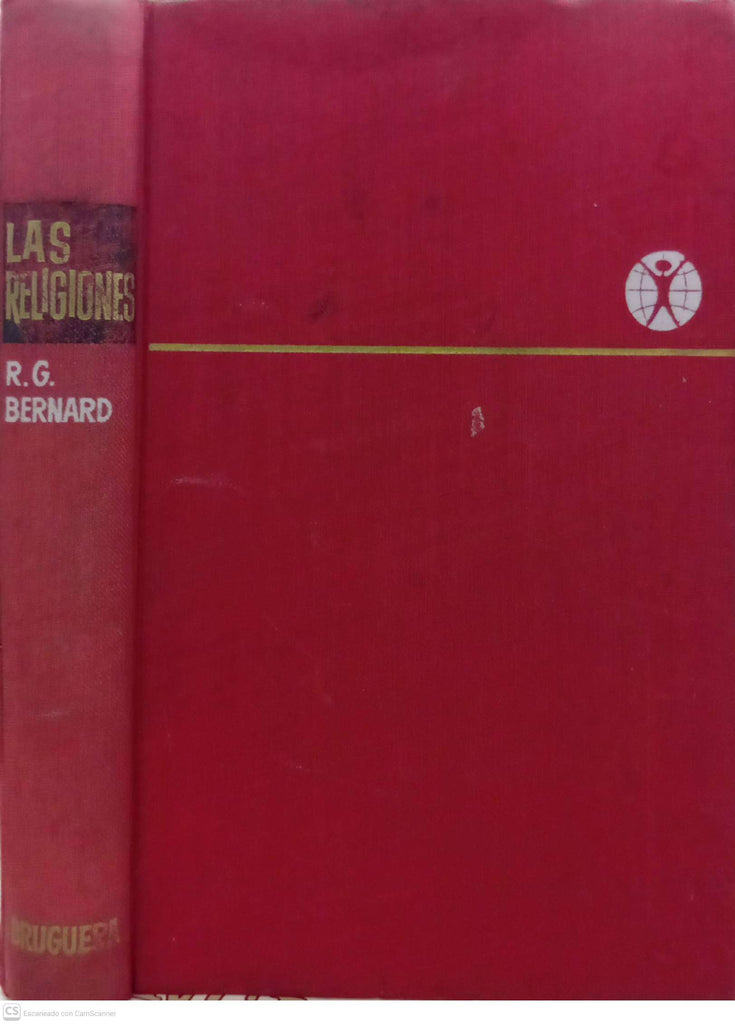 LAS
RELIGIONES
R.G.
BERNARD
BRUGUERA
CS Escaneado con CamScanner